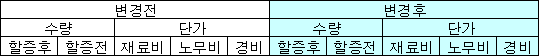 변경전 변경후
수량 단가 수량 단가
할증후 할증전 재료비 노무비 경비 할증후 할증전 재료비 노무비 경비